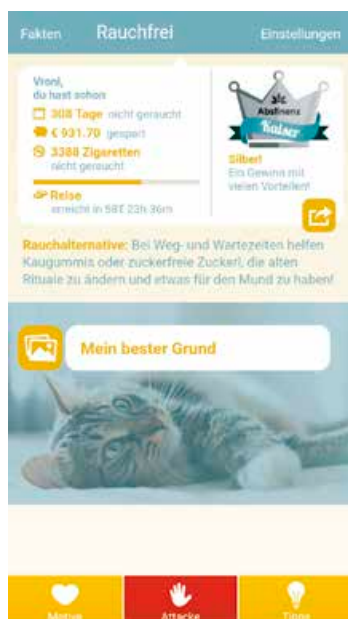 Fakten
Rauchfrei
Einstellungen
Vroni,
du hast schon
308 Tage nicht geraucht
€ 931.70 gespart
3388 Zigaretten
nicht geraucht
Reise
erreicht in 58T 23h 36m
Abstinenz
Kaiser
Silber!
Ein Gewinn mit
vielen Vorteilen!
Rauchalternative: Bei Weg- und Wartezeiten helfen
Kaugummis oder zuckerfreie Zuckerl, die alten
Rituale zu ändern und etwas für den Mund zu haben!
Mein bester Grund
Motive
Attacke
Tipps